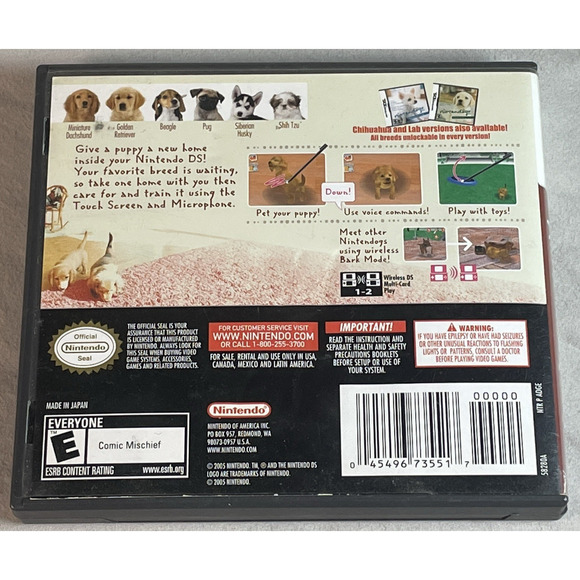 Miniature Dachshund
Golden Retriever
Beagle
Pug
Siberian Husky
Shih Tzu
Chihuahua and Lab versions also available!
All breeds unlockable in every version!
Give a puppy a new home
inside your Nintendo DS!
Your favorite breed is waiting,
so take one home with you then
care for and train it using the
Touch Screen and Microphone.
Down!
Pet your puppy!
Use voice commands!
Play with toys!
Meet other
Nintendogs
using wireless
Bark Mode!
1-2
Wireless DS
Multi-Card
Play
Official
Nintendo
Seal
THE OFFICIAL SEAL IS YOUR
ASSURANCE THAT THIS PRODUCT
IS LICENSED OR MANUFACTURED
BY NINTENDO. ALWAYS LOOK FOR
THIS SEAL WHEN BUYING VIDEO
GAME SYSTEMS, ACCESSORIES,
GAMES AND RELATED PRODUCTS.
FOR CUSTOMER SERVICE VISIT
WWW.NINTENDO.COM
OR CALL 1-800-255-3700
FOR SALE, RENTAL AND USE ONLY IN USA,
CANADA, MEXICO AND LATIN AMERICA.
IMPORTANT!
READ THE INSTRUCTION AND
SEPARATE HEALTH AND SAFETY
PRECAUTIONS BOOKLETS
BEFORE SETUP OR USE OF
YOUR SYSTEM.
WARNING:
IF YOU HAVE EPILEPSY OR HAVE HAD SEIZURES
OR OTHER UNUSUAL REACTIONS TO FLASHING
LIGHTS OR PATTERNS, CONSULT A DOCTOR
BEFORE PLAYING VIDEO GAMES.
MADE IN JAPAN
EVERYONE
E
Comic Mischief
ESRB CONTENT RATING
www.esrb.org
Nintendo
NINTENDO OF AMERICA INC.
PO BOX 957, REDMOND, WA
98073-0957 U.S.A.
WWW.NINTENDO.COM
© 2005 NINTENDO. TM, ® AND THE NINTENDO DS
LOGO ARE TRADEMARKS OF NINTENDO.
© 2005 NINTENDO.
00000
0 45496 73551 7
NTR P ADGE
58280A